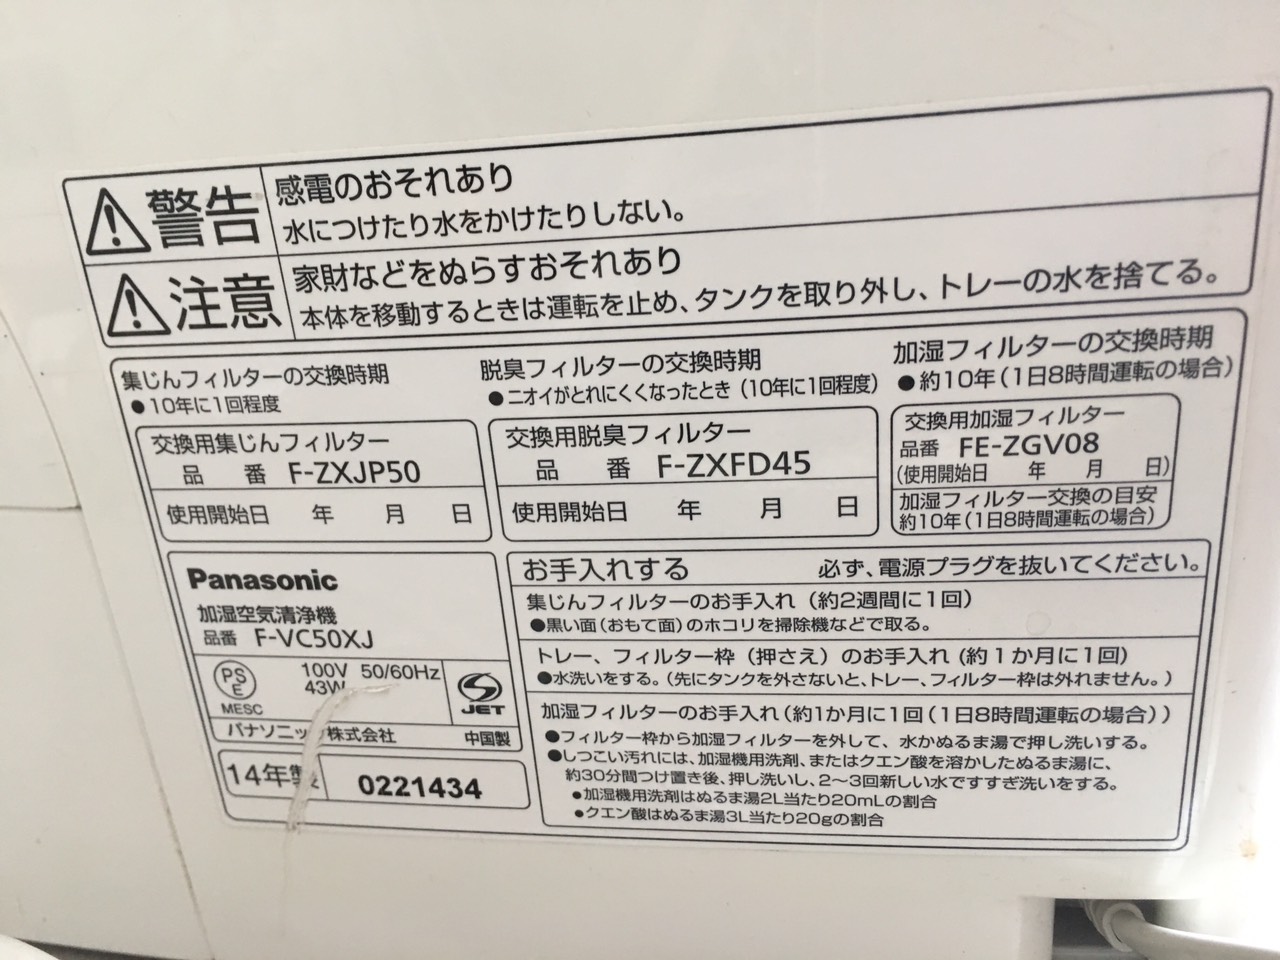 警告 感電のおそれあり
水につけたり水をかけたりしない。
注意 家財などをぬらすおそれあり
本体を移動するときは運転を止め、タンクを取り外し、トレーの水を捨てる。
集じんフィルターの交換時期
●10年に1回程度
交換用集じんフィルター
品 番 F-ZXJP50
使用開始日 年 月 日
脱臭フィルターの交換時期
●ニオイがとれにくくなったとき（10年に1回程度）
交換用脱臭フィルター
品 番 F-ZXFD45
使用開始日 年 月 日
加湿フィルターの交換時期
●約10年（1日8時間運転の場合）
交換用加湿フィルター
品番 FE-ZGV08
（使用開始日 年 月 日）
加湿フィルター交換の目安
約10年（1日8時間運転の場合）
Panasonic
加湿空気清浄機
品番 F-VC50XJ
PS
E
MESC
100V 50/60Hz
43W
JET
パナソニック株式会社 中国製
14年製 0221434
お手入れする 必ず、電源プラグを抜いてください。
集じんフィルターのお手入れ（約2週間に1回）
●黒い面（おもて面）のホコリを掃除機などで取る。
トレー、フィルター枠（押さえ）のお手入れ（約1か月に1回）
●水洗いをする。（先にタンクを外さないと、トレー、フィルター枠は外れません。）
加湿フィルターのお手入れ（約1か月に1回（1日8時間運転の場合））
●フィルター枠から加湿フィルターを外して、水かぬるま湯で押し洗いする。
●しつこい汚れには、加湿機用洗剤、またはクエン酸を溶かしたぬるま湯に、
約30分間つけ置き後、押し洗いし、2～3回新しい水ですすぎ洗いをする。
●加湿機用洗剤はぬるま湯2L当たり20mLの割合
●クエン酸はぬるま湯3L当たり20gの割合